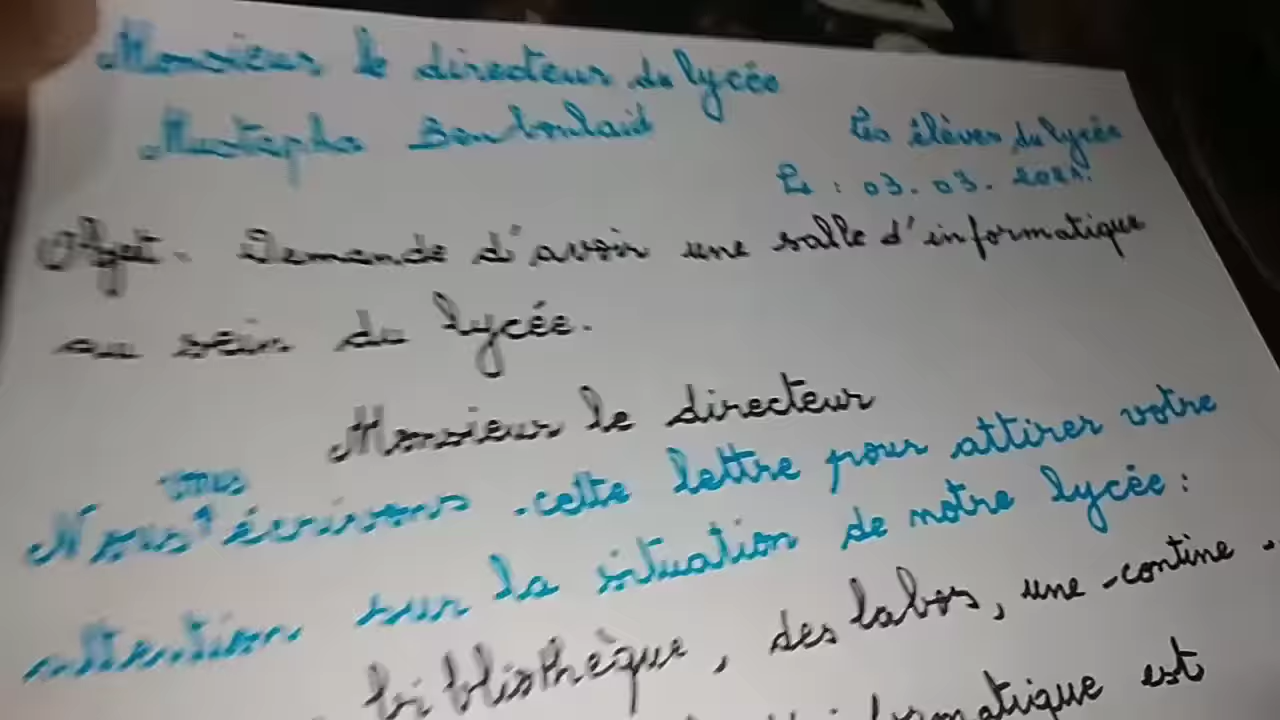 Monsieur le directeur du lycée
Mustapha Benboulaid
Les élèves du lycée
Le : 03.03.2021.
Objet. Demande d'avoir une salle d'informatique
au sein du lycée.
Monsieur le directeur
vous
Nous écrivons cette lettre pour attirer votre
attention sur la situation de notre lycée :
bibliothèque, des labos, une contine
informatique est